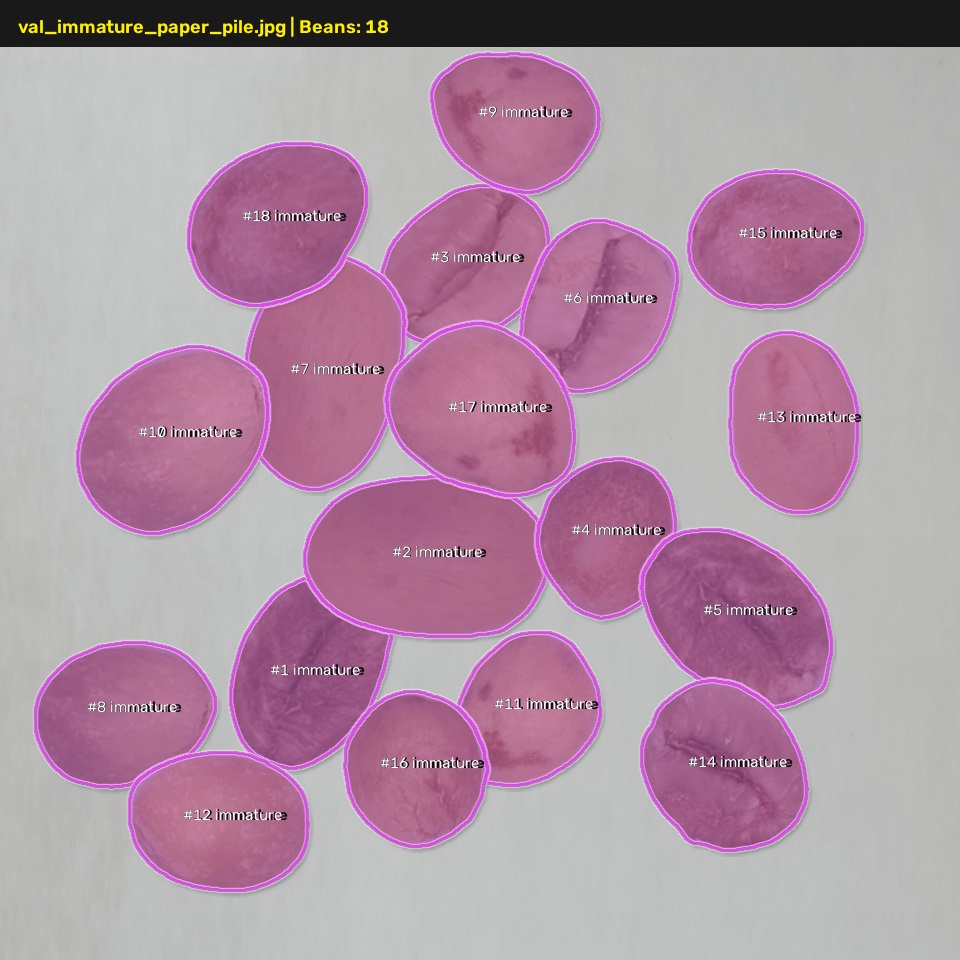 val_immature_paper_pile.jpg | Beans: 18
#9 immature
#18 immature
#15 immature
#3 immature
#6 immature
#7 immature
#17 immature
#13 immature
#10 immature
#4 immature
#2 immature
#5 immature
#1 immature
#11 immature
#8 immature
#14 immature
#16 immature
#12 immature